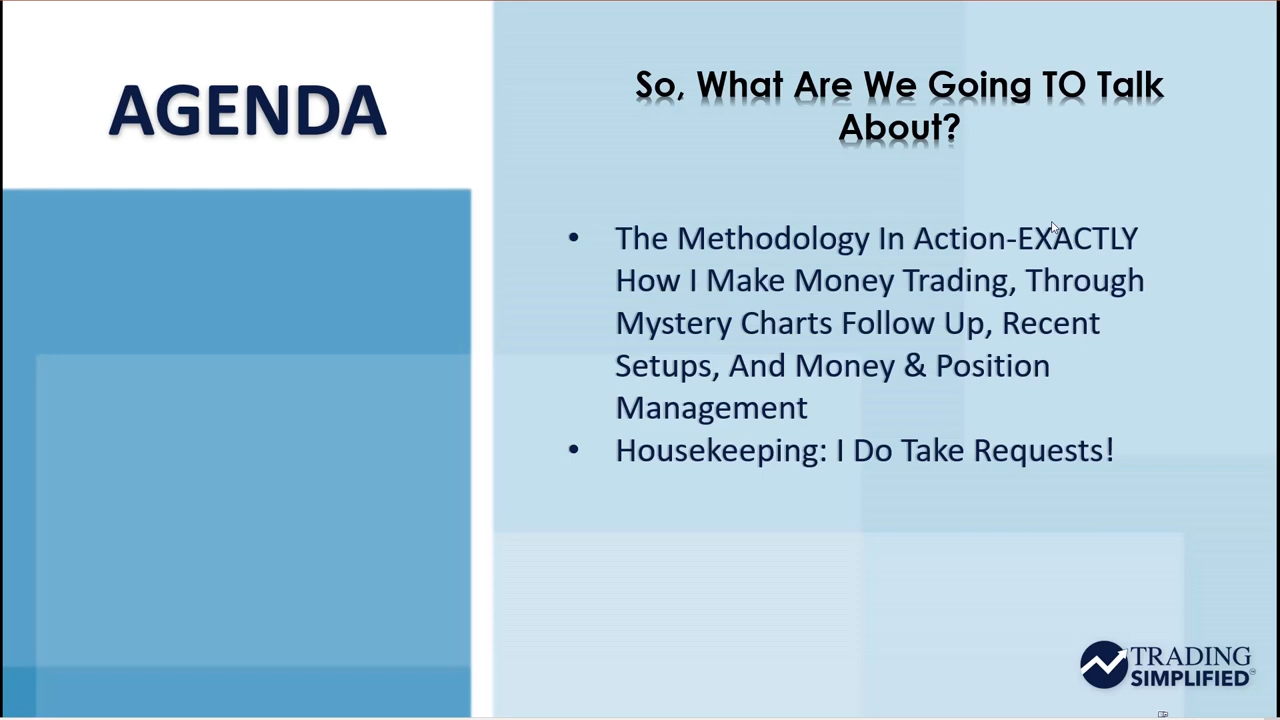 AGENDA
So, What Are We Going TO Talk
About?
• The Methodology In Action-EXACTLY
How I Make Money Trading, Through
Mystery Charts Follow Up, Recent
Setups, And Money & Position
Management
• Housekeeping: I Do Take Requests!
TRADING
SIMPLIFIED